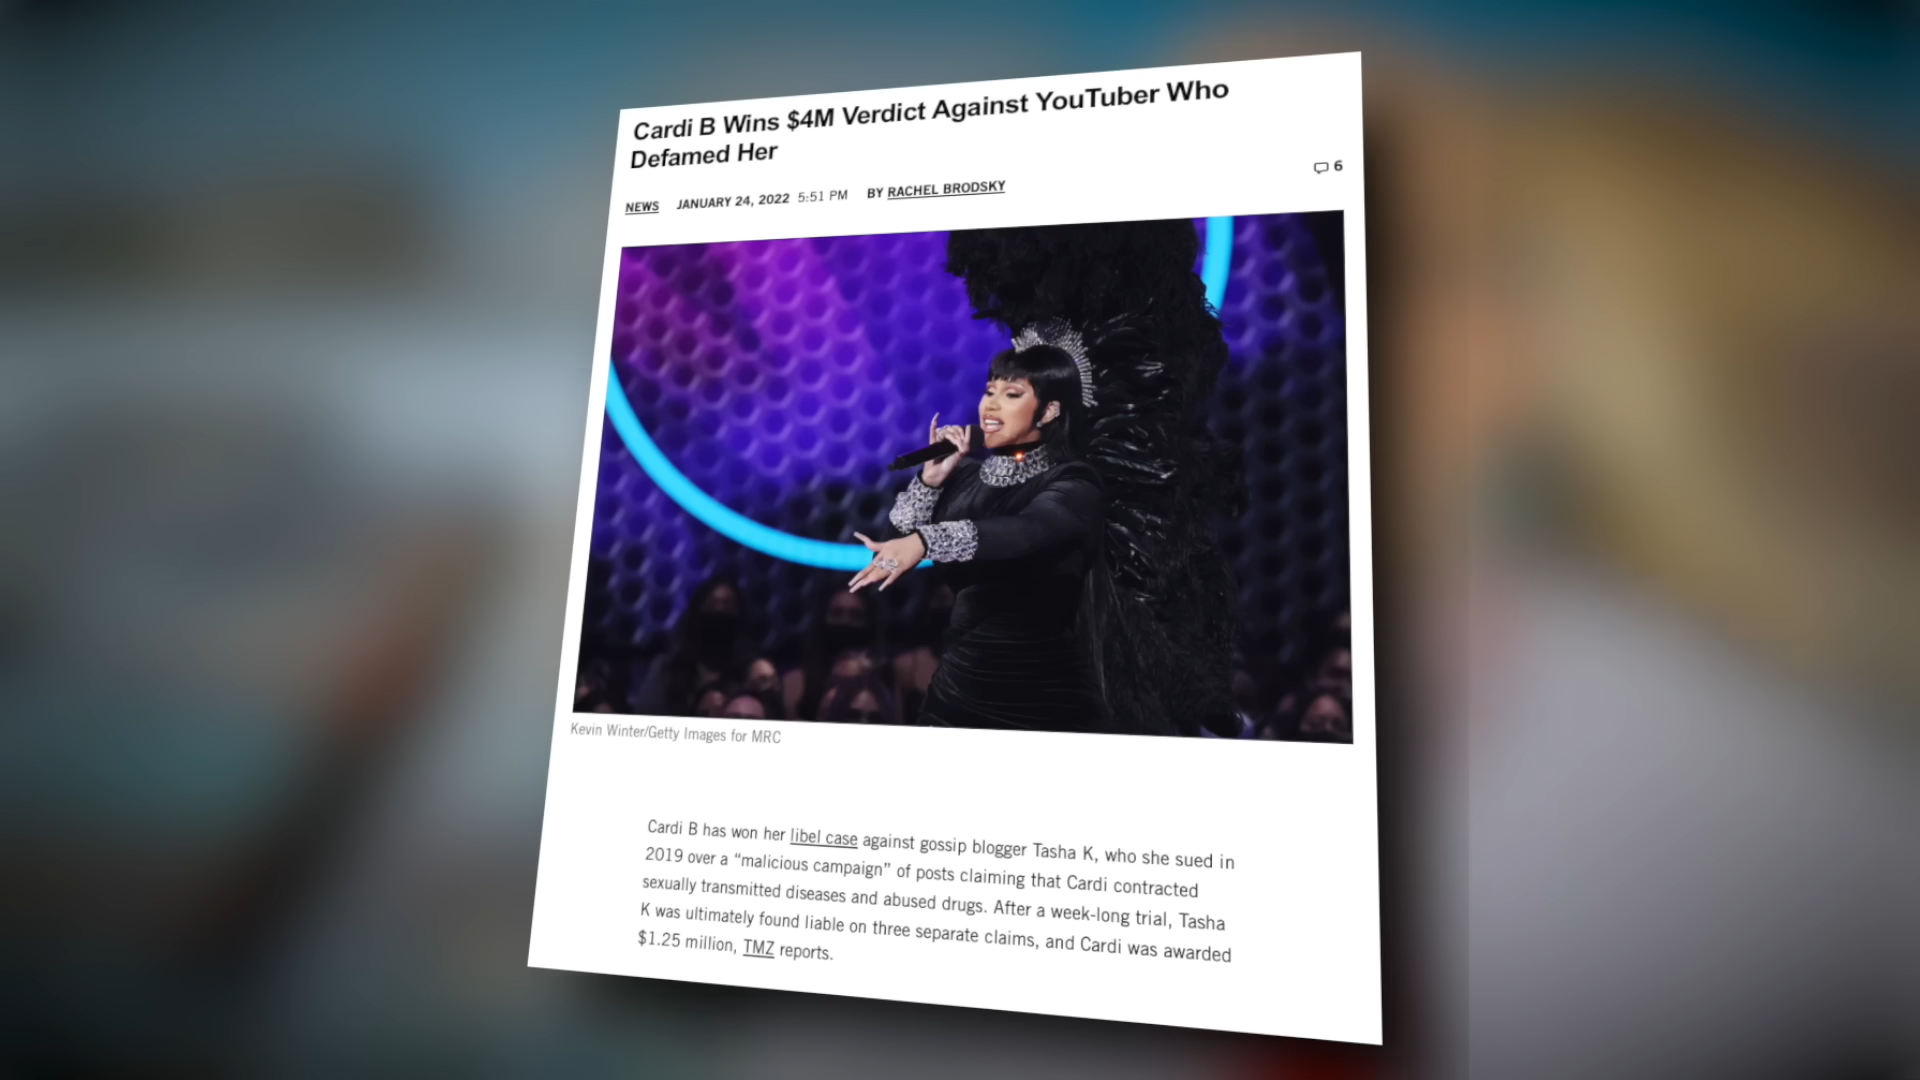 Cardi B Wins $4M Verdict Against YouTuber Who
Defamed Her
NEWS JANUARY 24, 2022 5:51 PM BY RACHEL BRODSKY
6
Kevin Winter/Getty Images for MRC
Cardi B has won her libel case against gossip blogger Tasha K, who she sued in
2019 over a “malicious campaign” of posts claiming that Cardi contracted
sexually transmitted diseases and abused drugs. After a week-long trial, Tasha
K was ultimately found liable on three separate claims, and Cardi was awarded
$1.25 million, TMZ reports.